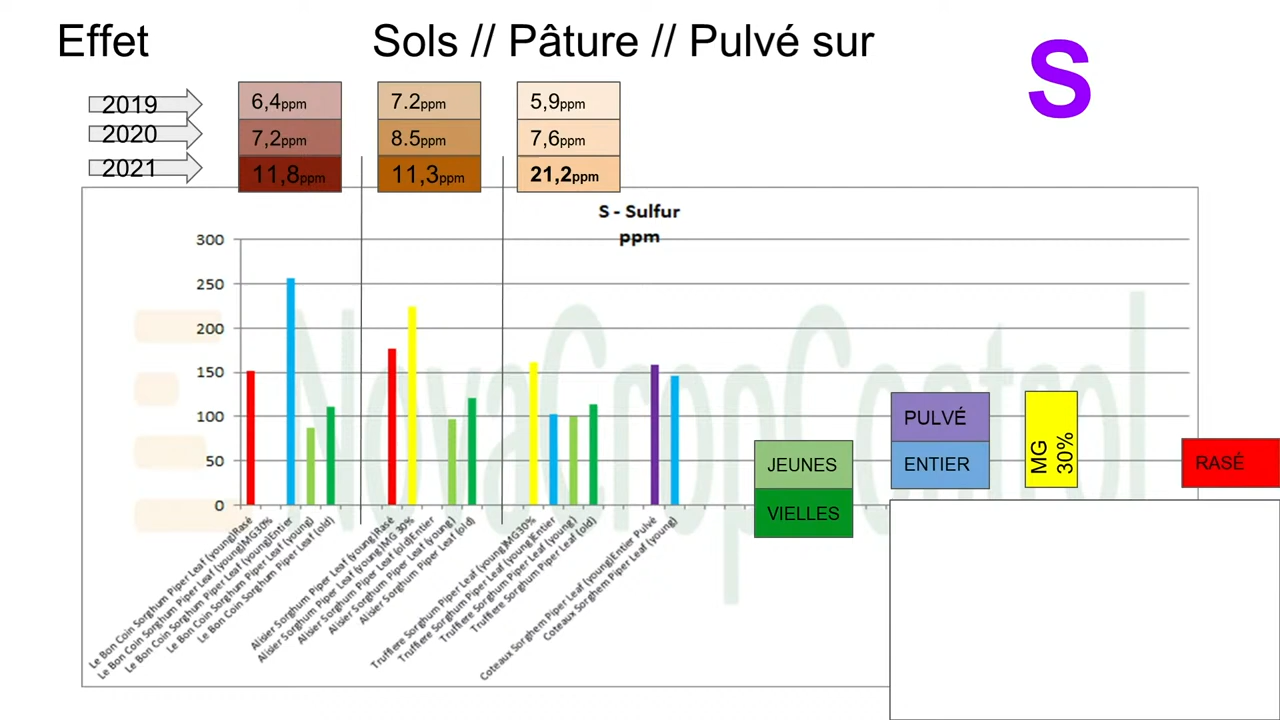 Effet
Sols // Pâture // Pulvé sur
S
2019
6,4ppm
7.2ppm
5,9ppm
2020
7,2ppm
8.5ppm
7,6ppm
2021
11,8ppm
11,3ppm
21,2ppm
S - Sulfur
ppm
300
250
200
150
100
50
0
NovaCropControl
PULVÉ
MG
30%
JEUNES
ENTIER
RASÉ
VIELLES
Le Bon Coin Sorghum Piper Leaf (young)Rasé
Le Bon Coin Sorghum Piper Leaf (young)MG30%
Le Bon Coin Sorghum Piper Leaf (young)Entier
Le Bon Coin Sorghum Piper Leaf (young)
Le Bon Coin Sorghum Piper Leaf (old)
Alisier Sorghum Piper Leaf (young)Rasé
Alisier Sorghum Piper Leaf (young)MG 30%
Alisier Sorghum Piper Leaf (old)Entier
Alisier Sorghum Piper Leaf (young)
Alisier Sorghum Piper Leaf (old)
Truffiere Sorghum Piper Leaf (young)MG30%
Truffiere Sorghum Piper Leaf (young)Entier
Truffiere Sorghum Piper Leaf (young)
Truffiere Sorghum Piper Leaf (old)
Coteaux Sorghem Piper Leaf (young)Entier Pulvé
Coteaux Sorghem Piper Leaf (young)